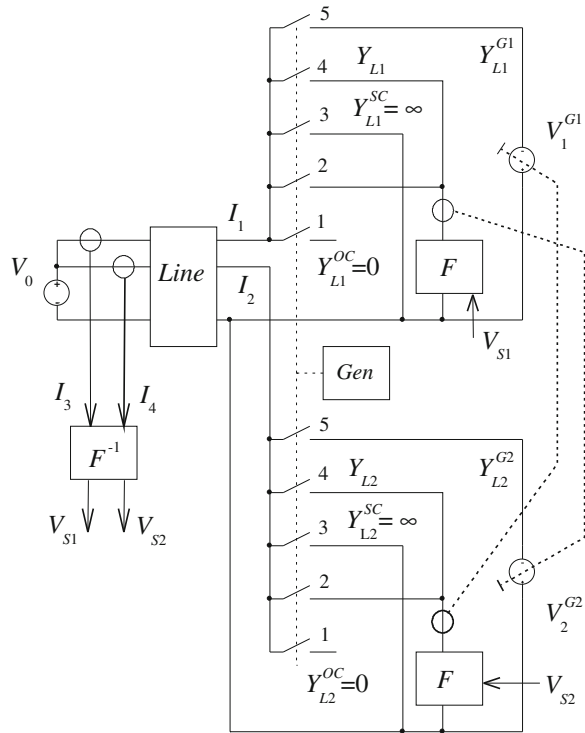 5
Y_{L1}^{G1}
4
Y_{L1}
V_1^{G1}
Y_{L1}^{SC}= ∞
3
2
I_1
1
Y_{L1}^{OC}=0
F
V_0
+
-
Line
I_2
V_{S1}
Gen
I_3
I_4
F^{-1}
5
Y_{L2}^{G2}
4
Y_{L2}
V_{S1}
V_{S2}
Y_{L2}^{SC}= ∞
3
2
V_2^{G2}
1
Y_{L2}^{OC}=0
F
V_{S2}